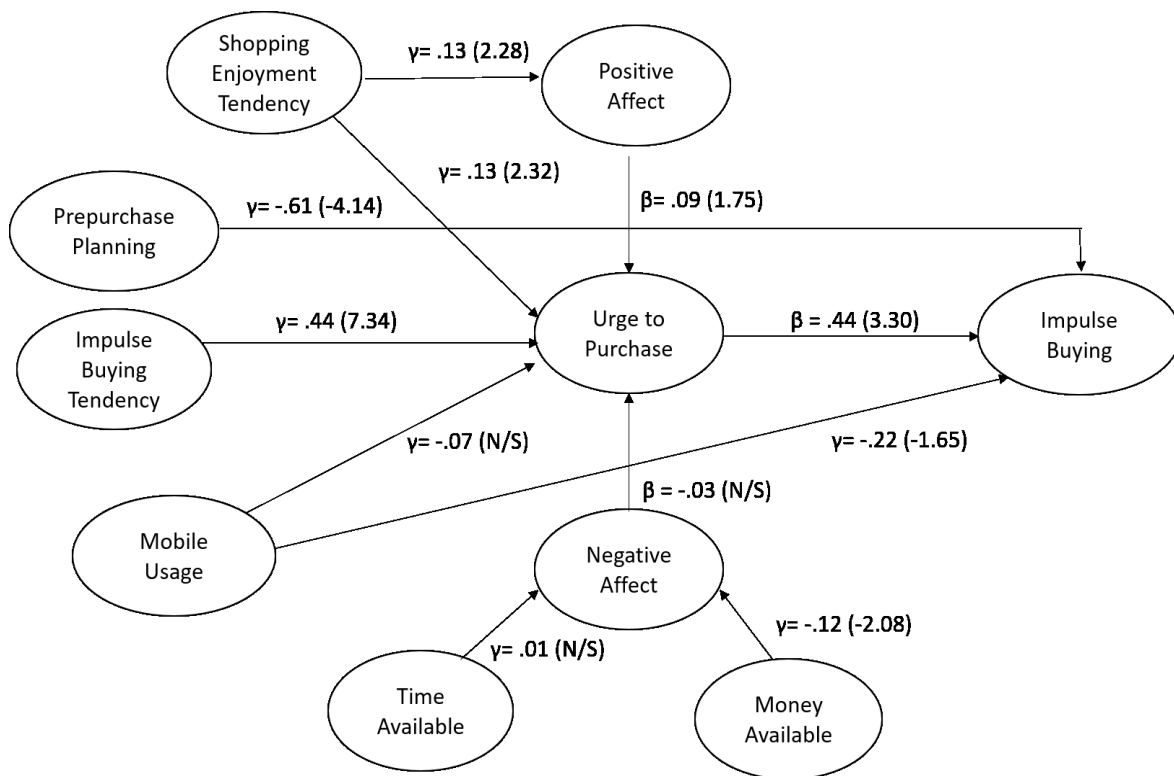 Shopping
Enjoyment
Tendency
γ= .13 (2.28)
Positive
Affect
γ= .13 (2.32)
β= .09 (1.75)
Prepurchase
Planning
γ= -.61 (-4.14)
Impulse
Buying
Tendency
γ= .44 (7.34)
Urge to
Purchase
β = .44 (3.30)
Impulse
Buying
γ= -.07 (N/S)
γ= -.22 (-1.65)
β = -.03 (N/S)
Mobile
Usage
Negative
Affect
γ= .01 (N/S)
γ= -.12 (-2.08)
Time
Available
Money
Available